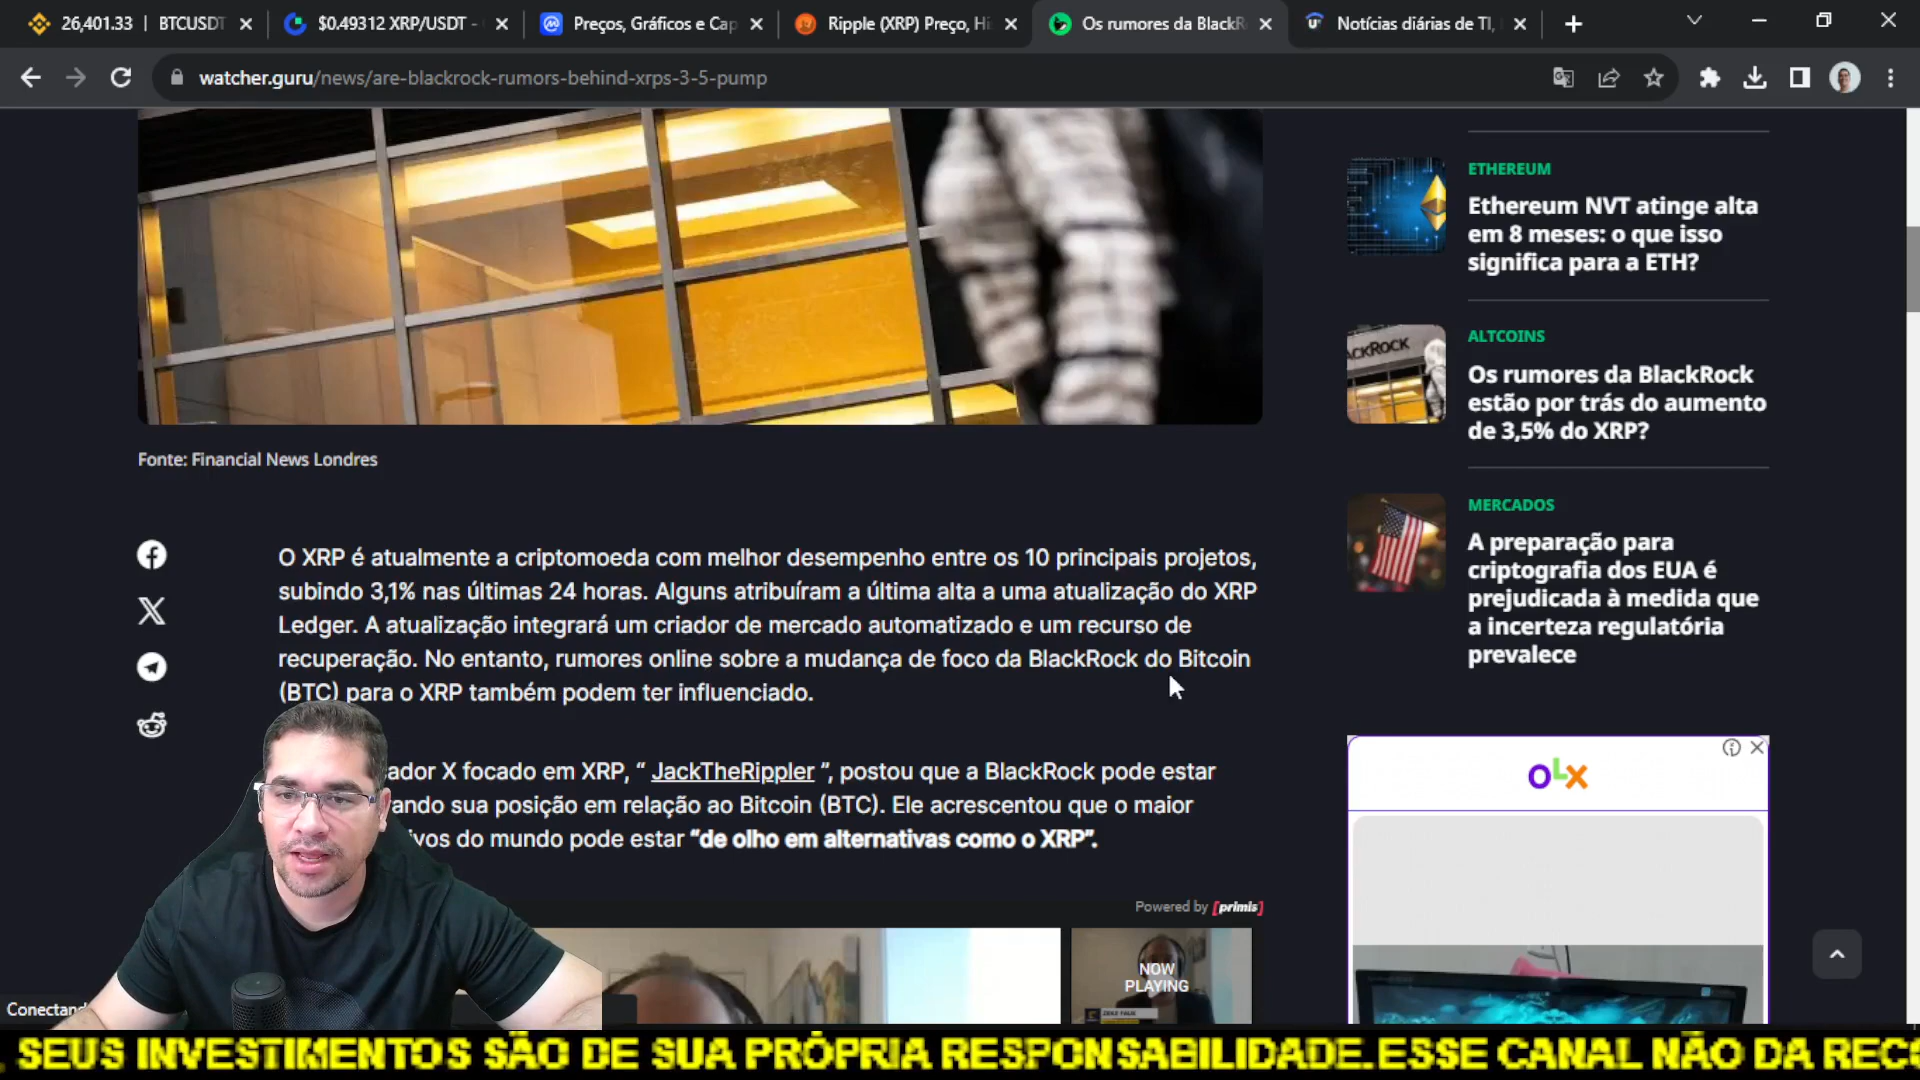 26,401.33 | BTCUSDT
$0.49312 XRP/USDT -
Preços, Gráficos e Cap
Ripple (XRP) Preço, Hi
Os rumores da BlackR
Notícias diárias de TI,
watcher.guru/news/are-blackrock-rumors-behind-xrps-3-5-pump
Fonte: Financial News Londres
O XRP é atualmente a criptomoeda com melhor desempenho entre os 10 principais projetos,
subindo 3,1% nas últimas 24 horas. Alguns atribuíram a última alta a uma atualização do XRP
Ledger. A atualização integrará um criador de mercado automatizado e um recurso de
recuperação. No entanto, rumores online sobre a mudança de foco da BlackRock do Bitcoin
(BTC) para o XRP também podem ter influenciado.
ador X focado em XRP, “ JackTheRippler ”, postou que a BlackRock pode estar
ando sua posição em relação ao Bitcoin (BTC). Ele acrescentou que o maior
ivos do mundo pode estar “de olho em alternativas como o XRP”.
Powered by [primis]
NOW
PLAYING
ETHEREUM
Ethereum NVT atinge alta
em 8 meses: o que isso
significa para a ETH?
ACKROCK
ALTCOINS
Os rumores da BlackRock
estão por trás do aumento
de 3,5% do XRP?
MERCADOS
A preparação para
criptografia dos EUA é
prejudicada à medida que
a incerteza regulatória
prevalece
OLX
Conectand
. SEUS INVESTIMENTOS SÃO DE SUA PRÓPRIA RESPONSABILIDADE.ESSE CANAL NÃO DA RECO